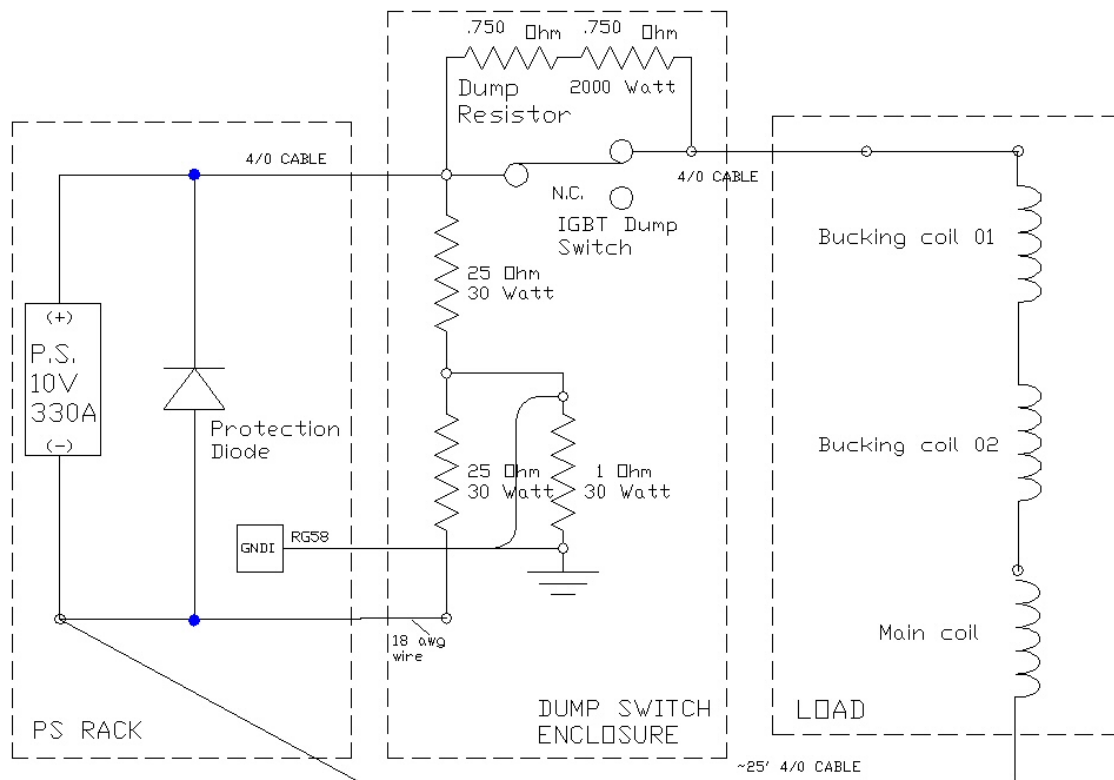 .750 Ohm .750 Ohm
Dump
Resistor
2000 Watt
4/0 CABLE
4/0 CABLE
N.C.
IGBT Dump
Switch
Bucking coil 01
25 Ohm
30 Watt
(+)
P.S.
10V
330A
(-)
Protection
Diode
Bucking coil 02
25 Ohm
30 Watt
1 Ohm
30 Watt
GNDI
RG58
18 awg
wire
Main coil
PS RACK
DUMP SWITCH
ENCLOSURE
LOAD
~25' 4/0 CABLE